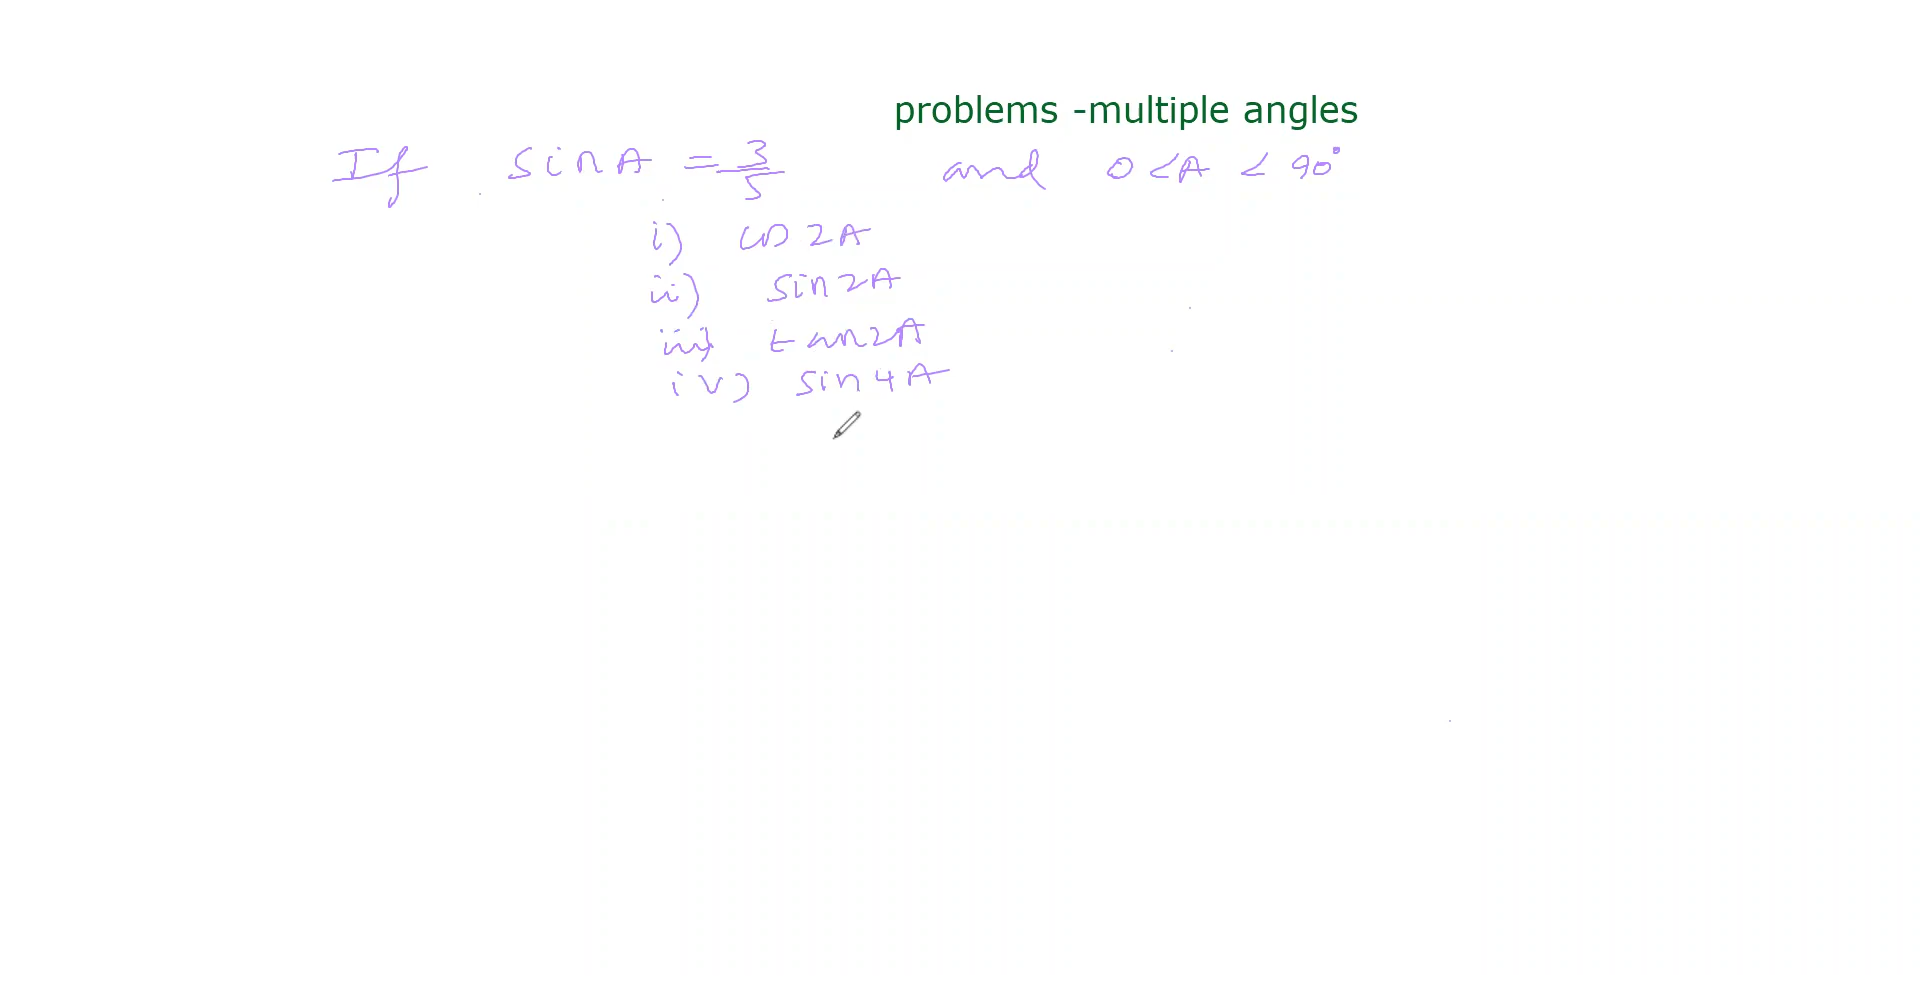 problems -multiple angles
If sinA = 3/5 and 0 < A < 90°
i) cos 2A
ii) sin2A
iii) tan2A
iv) sin4A